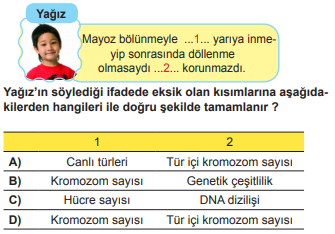 Yağız
Mayoz bölünmeyle ...1... yarıya inme-
yip sonrasında döllenme
olmasaydı ...2... korunmazdı.
Yağız'ın söylediği ifadede eksik olan kısımlarına aşağıda-
kilerden hangileri ile doğru şekilde tamamlanır ?
1 2
A) Canlı türleri Tür içi kromozom sayısı
B) Kromozom sayısı Genetik çeşitlilik
C) Hücre sayısı DNA dizilişi
D) Kromozom sayısı Tür içi kromozom sayısı